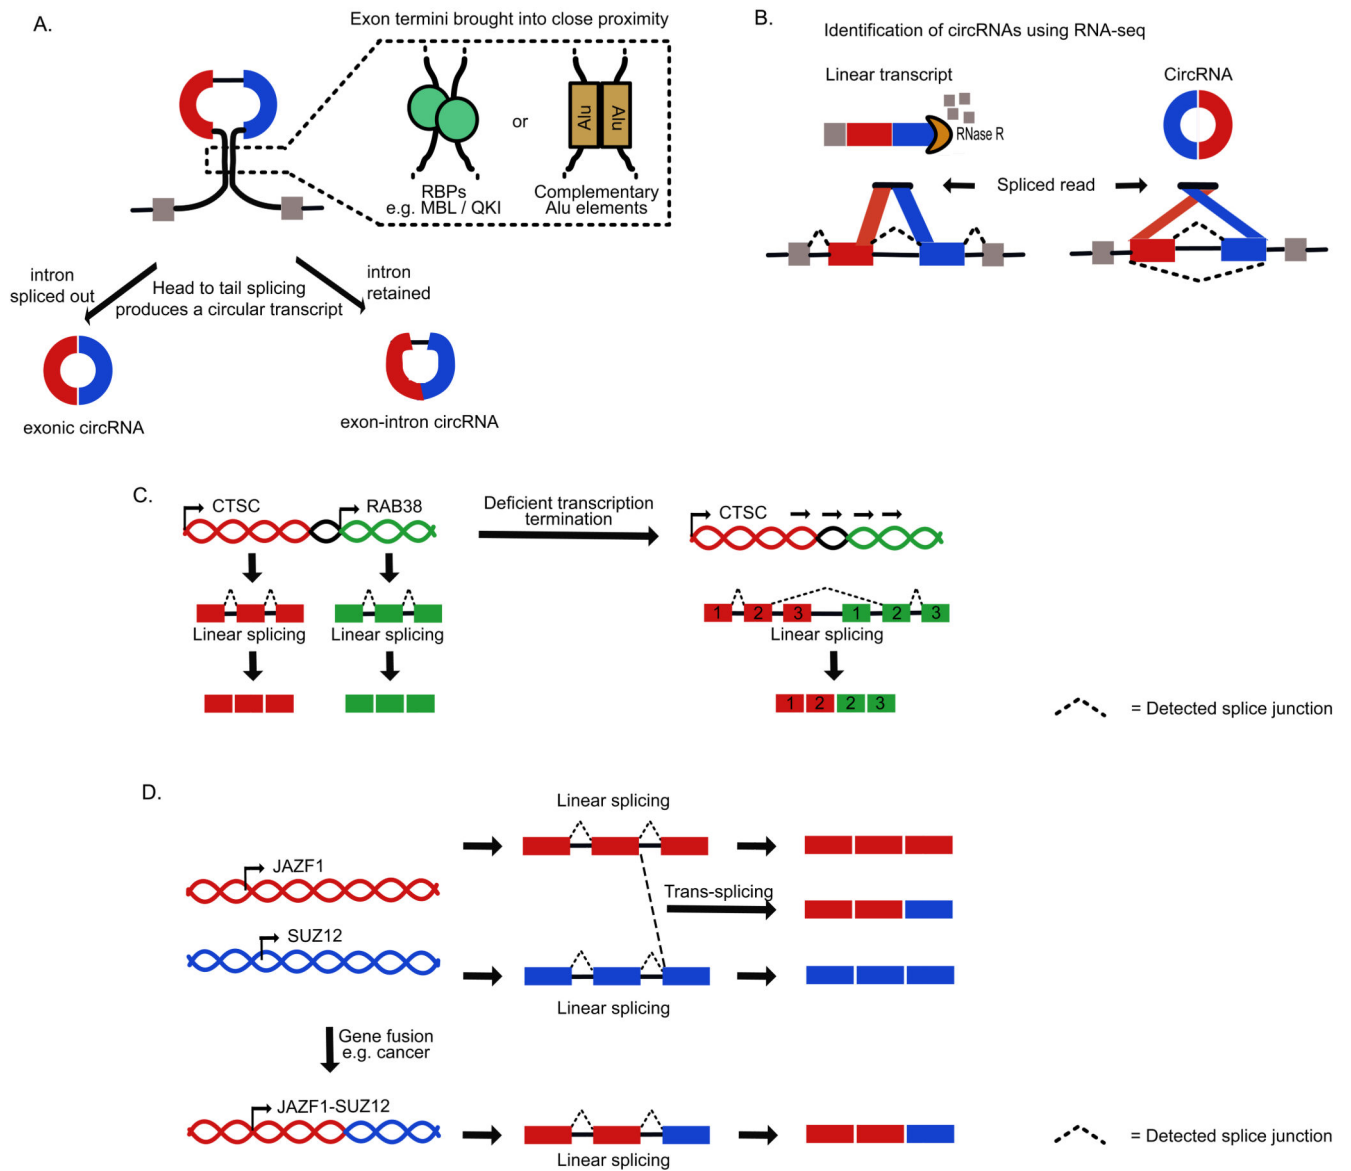 A.
Exon termini brought into close proximity
Alu
Alu
or
RBPs
e.g. MBL / QKI
Complementary
Alu elements
intron
spliced out
Head to tail splicing
produces a circular transcript
intron
retained
exonic circRNA
exon-intron circRNA
B.
Identification of circRNAs using RNA-seq
Linear transcript
CircRNA
RNase R
Spliced read
C.
CTSC
RAB38
Deficient transcription
termination
CTSC
Linear splicing
Linear splicing
1 2 3 1 2 3
Linear splicing
1 2 2 3
= Detected splice junction
D.
Linear splicing
JAZF1
Trans-splicing
SUZ12
Linear splicing
Gene fusion
e.g. cancer
JAZF1-SUZ12
Linear splicing
= Detected splice junction